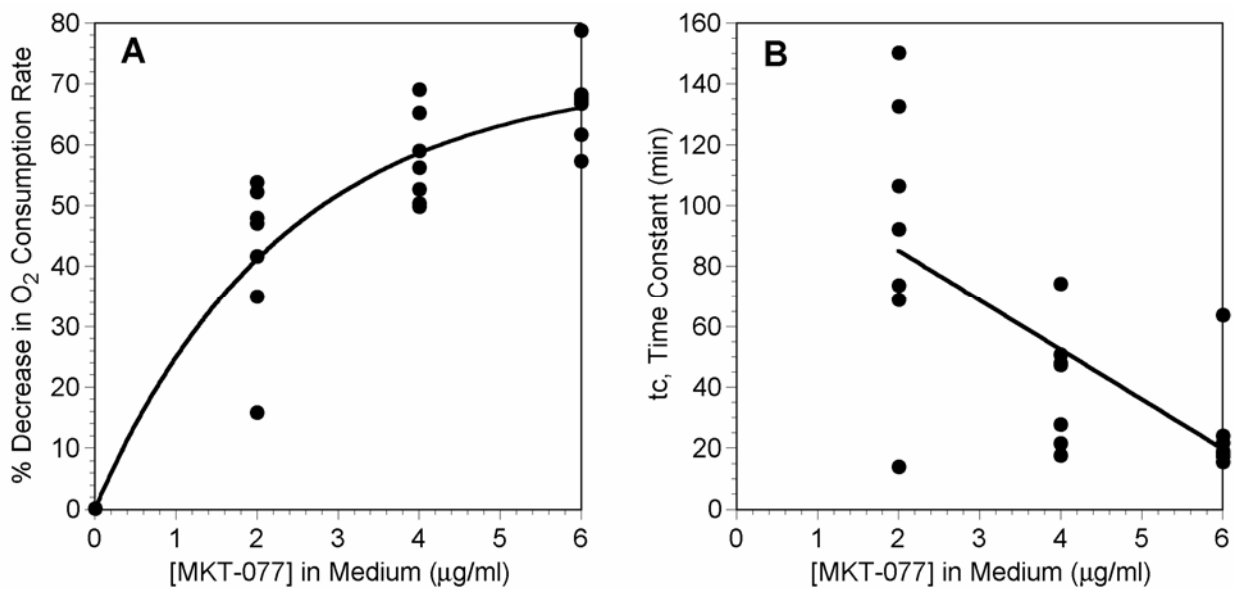 A
% Decrease in O2 Consumption Rate
80
70
60
50
40
30
20
10
0
0 1 2 3 4 5 6
[MKT-077] in Medium (μg/ml)
B
tc, Time Constant (min)
160
140
120
100
80
60
40
20
0
0 1 2 3 4 5 6
[MKT-077] in Medium (μg/ml)